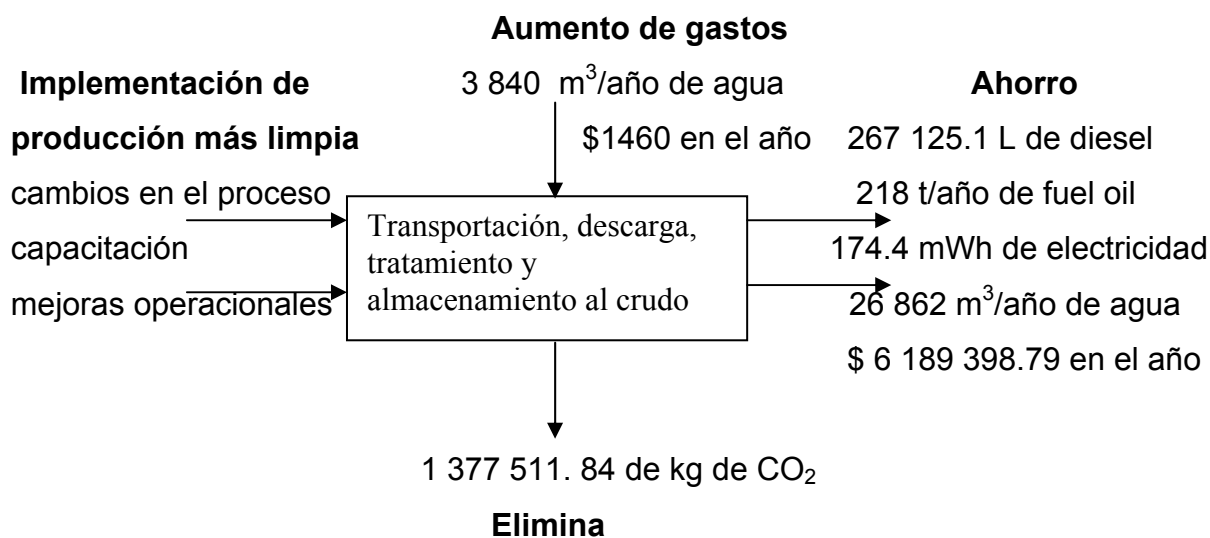 Aumento de gastos
3 840 m³/año de agua
$1460 en el año
Implementación de
producción más limpia
cambios en el proceso
capacitación
mejoras operacionales
Transportación, descarga,
tratamiento y
almacenamiento al crudo
Ahorro
267 125.1 L de diesel
218 t/año de fuel oil
174.4 mWh de electricidad
26 862 m³/año de agua
$ 6 189 398.79 en el año
1 377 511. 84 de kg de CO₂
Elimina